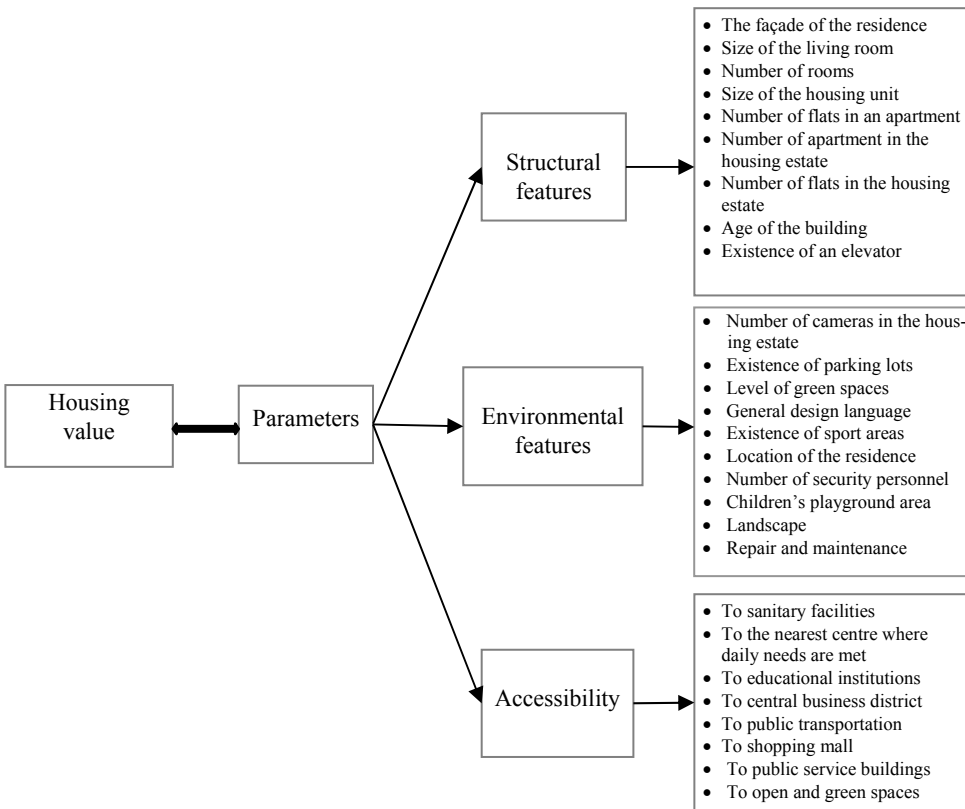 Housing
value
Parameters
Structural
features
• The façade of the residence
• Size of the living room
• Number of rooms
• Size of the housing unit
• Number of flats in an apartment
• Number of apartment in the
housing estate
• Number of flats in the housing
estate
• Age of the building
• Existence of an elevator
Environmental
features
• Number of cameras in the hous-
ing estate
• Existence of parking lots
• Level of green spaces
• General design language
• Existence of sport areas
• Location of the residence
• Number of security personnel
• Children’s playground area
• Landscape
• Repair and maintenance
Accessibility
• To sanitary facilities
• To the nearest centre where
daily needs are met
• To educational institutions
• To central business district
• To public transportation
• To shopping mall
• To public service buildings
• To open and green spaces